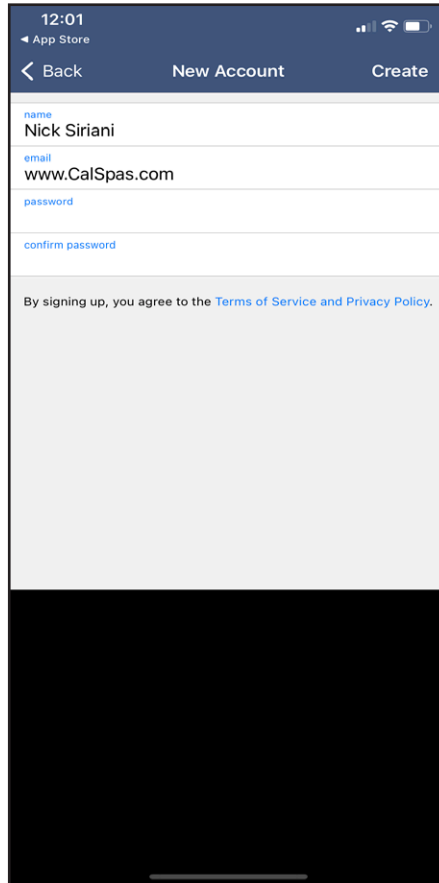 12:01
◄ App Store
Back New Account Create
name
Nick Siriani
email
www.CalSpas.com
password
confirm password
By signing up, you agree to the Terms of Service and Privacy Policy.